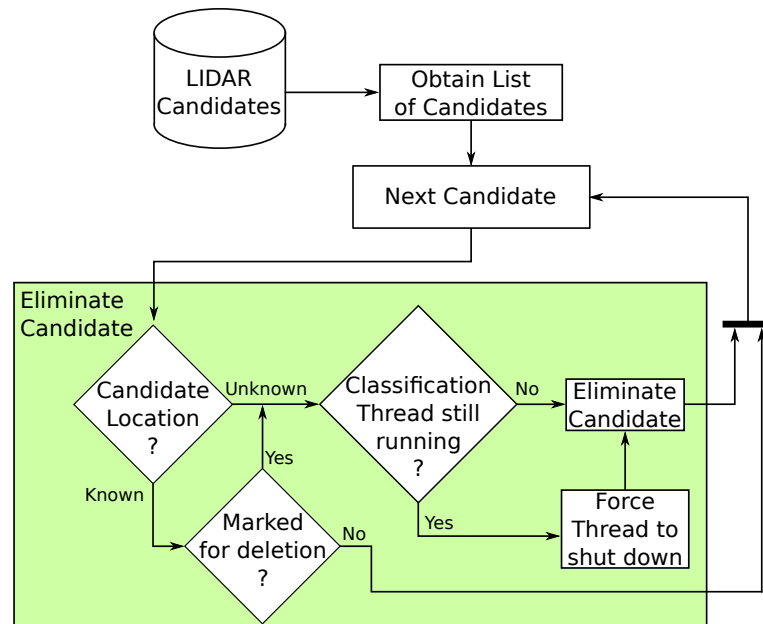 LIDAR
Candidates
Obtain List
of Candidates
Next Candidate
Eliminate
Candidate
Candidate
Location
?
Unknown
Classification
Thread still
running
?
No
Eliminate
Candidate
Known
Yes
Marked
for deletion
?
No
Yes
Force
Thread to
shut down